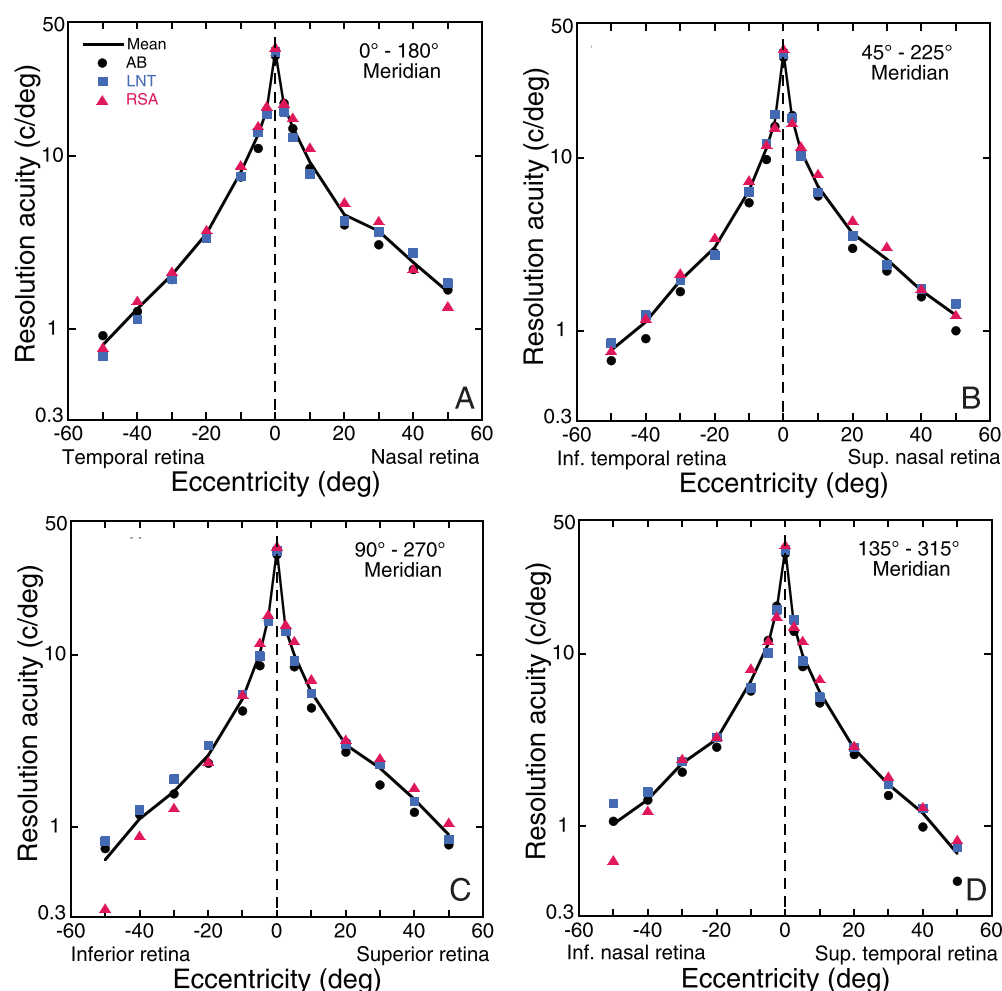 50
10
1
0.3
Resolution acuity (c/deg)
Mean
AB
LNT
RSA
0° - 180°
Meridian
A
-60 -40 -20 0 20 40 60
Temporal retina Nasal retina
Eccentricity (deg)
50
10
1
0.3
Resolution acuity (c/deg)
45° - 225°
Meridian
B
-60 -40 -20 0 20 40 60
Inf. temporal retina Sup. nasal retina
Eccentricity (deg)
50
10
1
0.3
Resolution acuity (c/deg)
90° - 270°
Meridian
C
-60 -40 -20 0 20 40 60
Inferior retina Superior retina
Eccentricity (deg)
50
10
1
0.3
Resolution acuity (c/deg)
135° - 315°
Meridian
D
-60 -40 -20 0 20 40 60
Inf. nasal retina Sup. temporal retina
Eccentricity (deg)